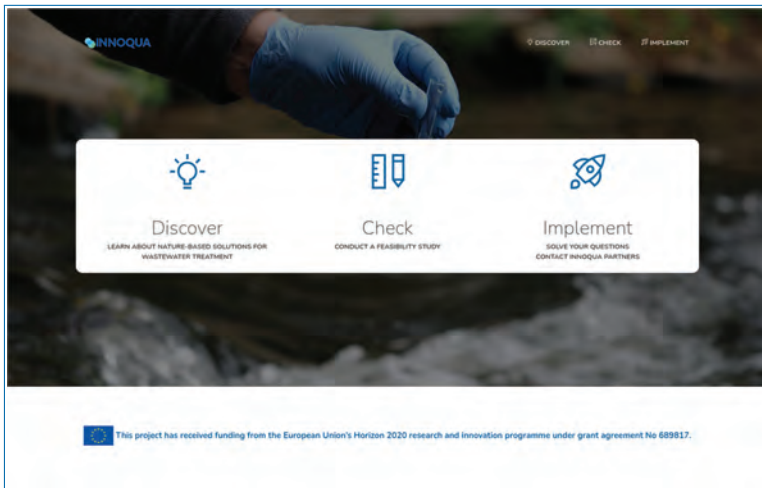 INNOQUA
DISCOVER CHECK IMPLEMENT
Discover
LEARN ABOUT NATURE-BASED SOLUTIONS FOR
WASTEWATER TREATMENT
Check
CONDUCT A FEASIBILITY STUDY
Implement
SOLVE YOUR QUESTIONS
CONTACT INNOQUA PARTNERS
This project has received funding from the European Union's Horizon 2020 research and innovation programme under grant agreement No 689817.